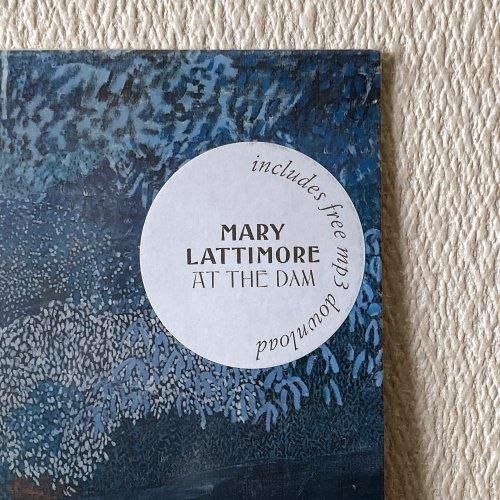 MARY
LATTIMORE
AT THE DAM
includes free mp3 download